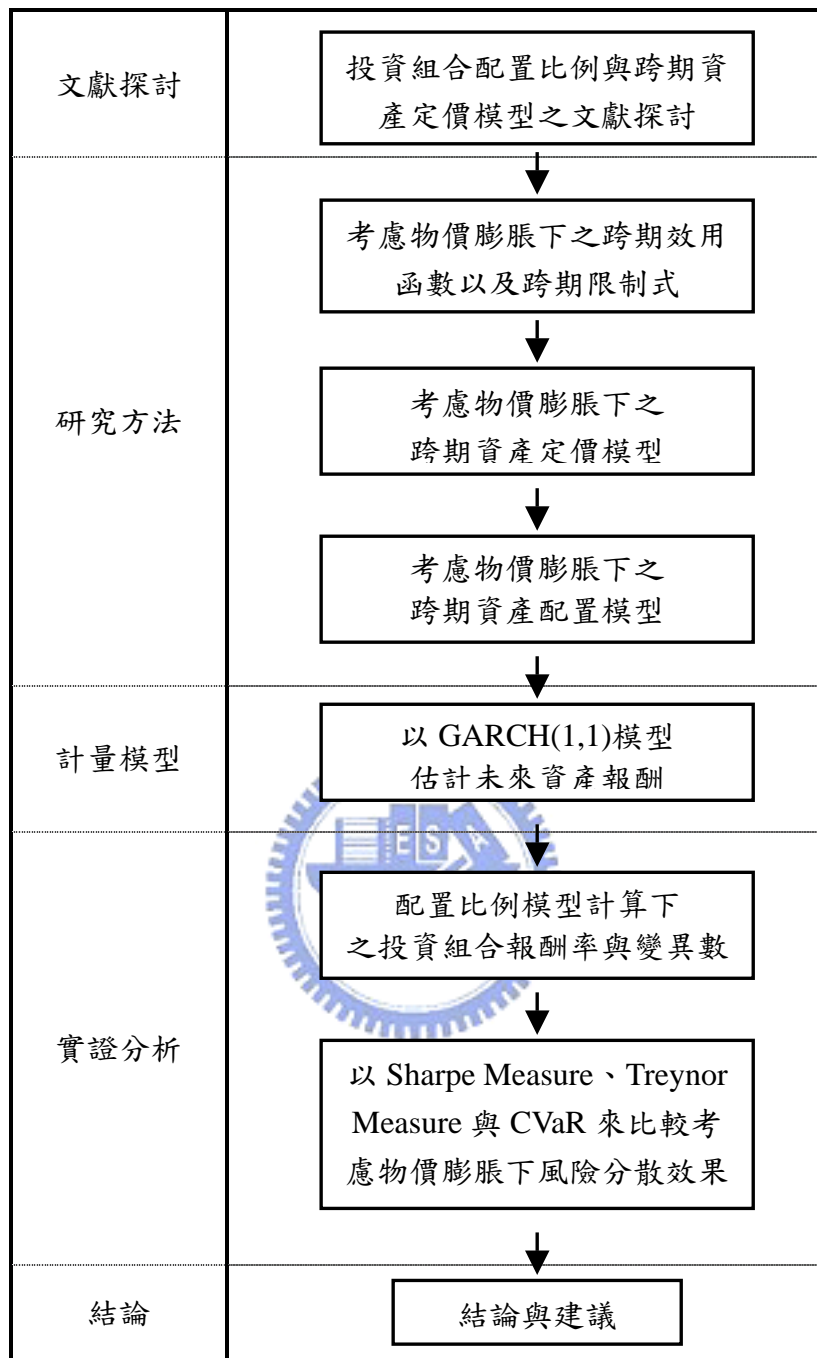 文獻探討
投資組合配置比例與跨期資
產定價模型之文獻探討
研究方法
考慮物價膨脹下之跨期效用
函數以及跨期限制式
考慮物價膨脹下之
跨期資產定價模型
考慮物價膨脹下之
跨期資產配置模型
計量模型
以 GARCH(1,1)模型
估計未來資產報酬
ESA
實證分析
配置比例模型計算下
之投資組合報酬率與變異數
以 Sharpe Measure、Treynor
Measure 與 CVaR 來比較考
慮物價膨脹下風險分散效果
結論
結論與建議